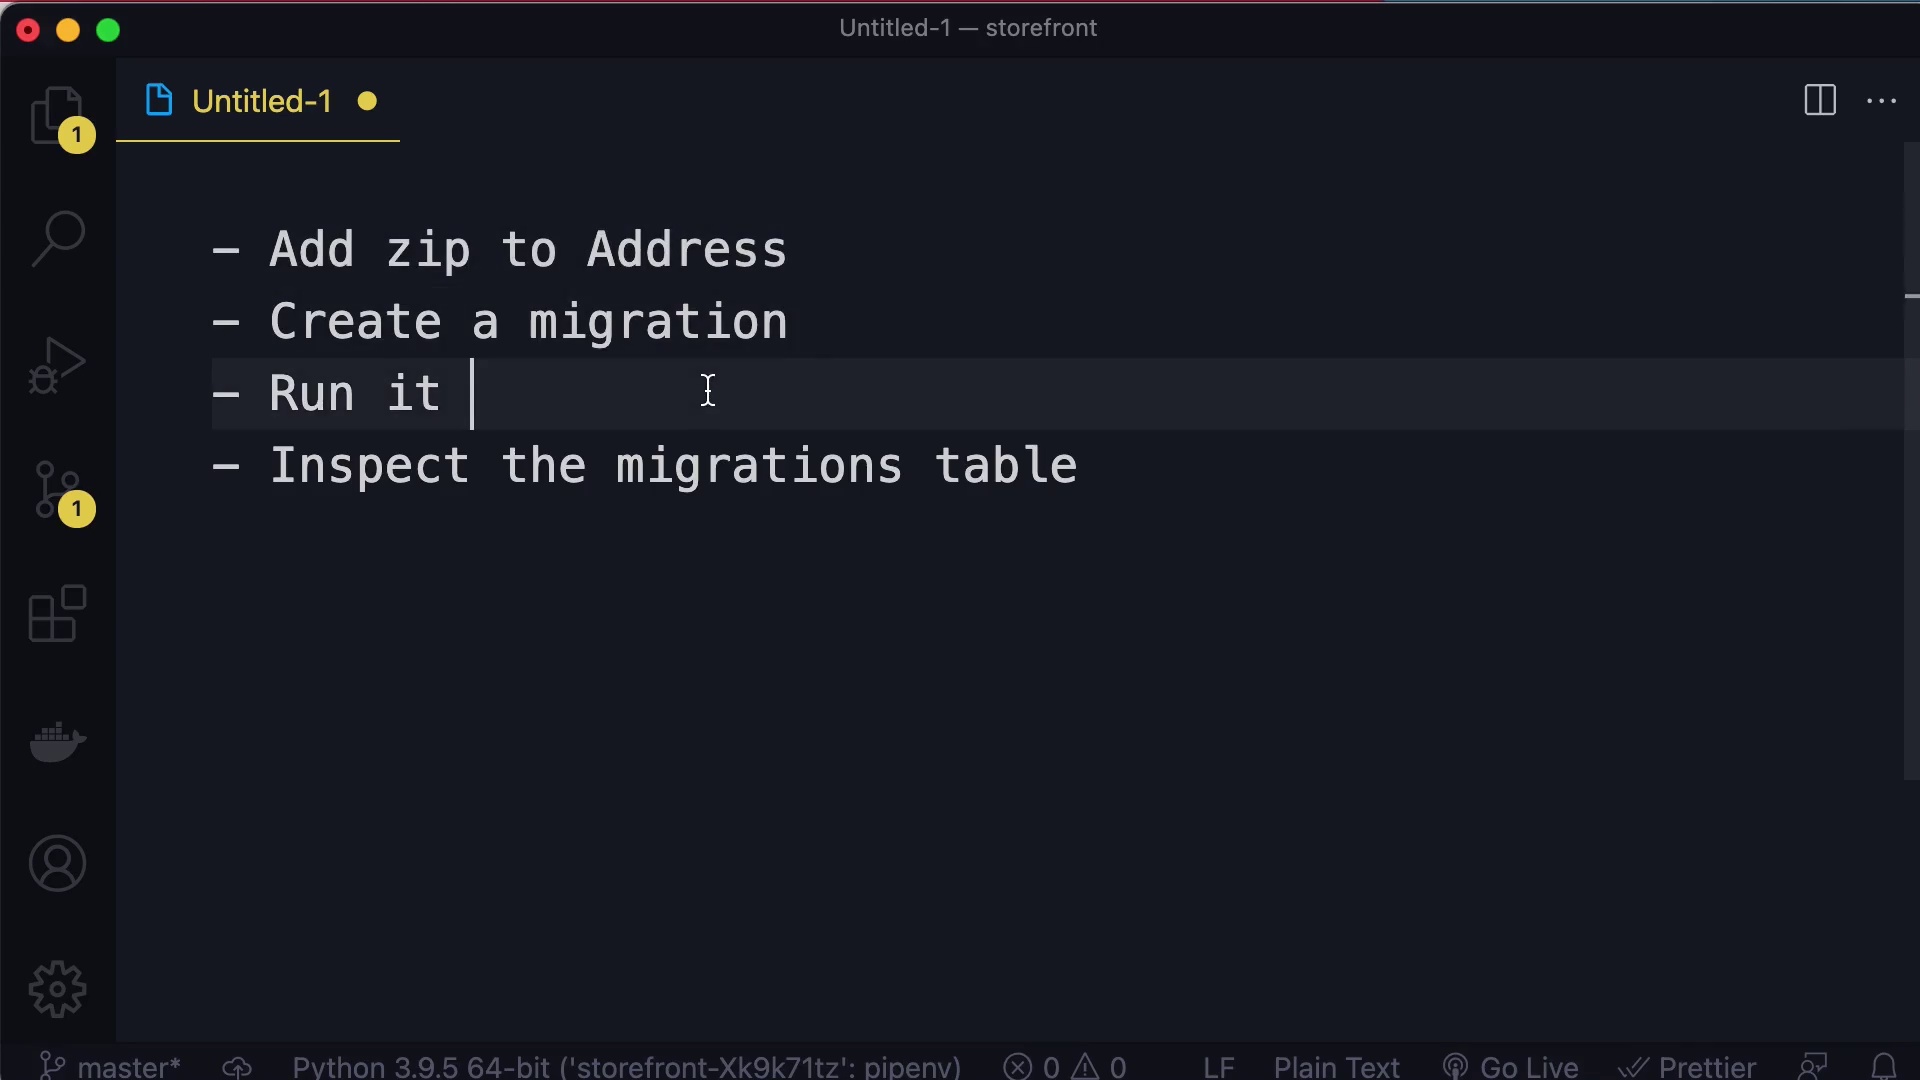 Untitled-1 — storefront
Untitled-1
1
- Add zip to Address
- Create a migration
- Run it
- Inspect the migrations table
1
master* Python 3.9.5 64-bit ('storefront-Xk9k71tz': pipenv) 0 0 LF Plain Text Go Live Prettier